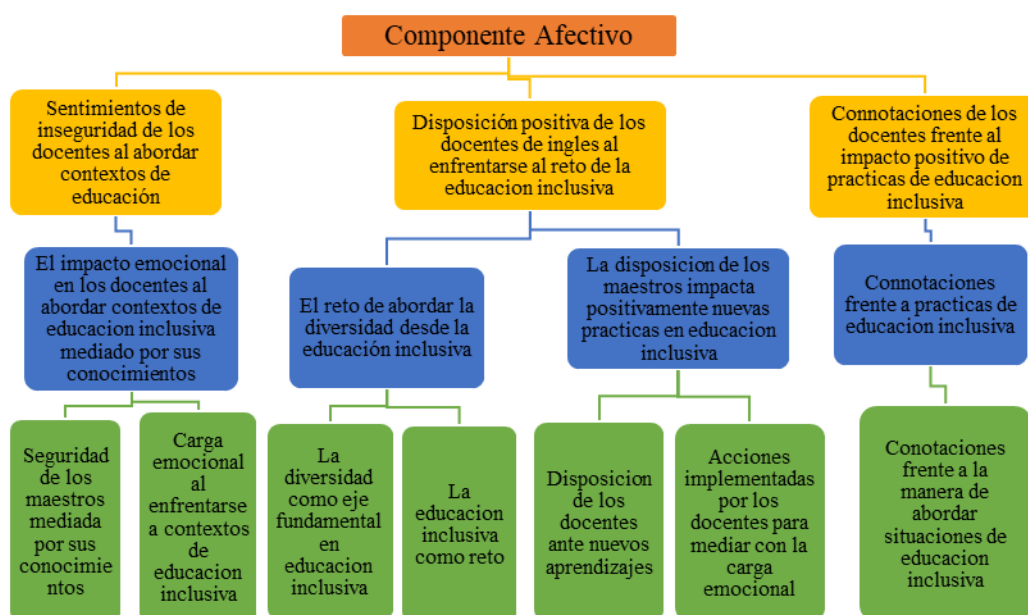 Componente Afectivo
Sentimientos de
inseguridad de los
docentes al abordar
contextos de
educación
Disposición positiva de los
docentes de ingles al
enfrentarse al reto de la
educacion inclusiva
Connotaciones de los
docentes frente al
impacto positivo de
practicas de educacion
inclusiva
El impacto emocional
en los docentes al
abordar contextos de
educacion inclusiva
mediado por sus
conocimientos
El reto de abordar la
diversidad desde la
educación inclusiva
La disposicion de los
maestros impacta
positivamente nuevas
practicas en educacion
inclusiva
Connotaciones
frente a practicas de
educacion inclusiva
Seguridad
de los
maestros
mediada
por sus
conocimie
ntos
Carga
emocional
al
enfrentarse
a contextos
de
educacion
inclusiva
La
diversidad
como eje
fundamental
en
educacion
inclusiva
La
educacion
inclusiva
como reto
Disposicion
de los
docentes
ante nuevos
aprendizajes
Acciones
implementadas
por los
docentes para
mediar con la
carga
emocional
Conotaciones
frente a la
manera de
abordar
situaciones de
educacion
inclusiva